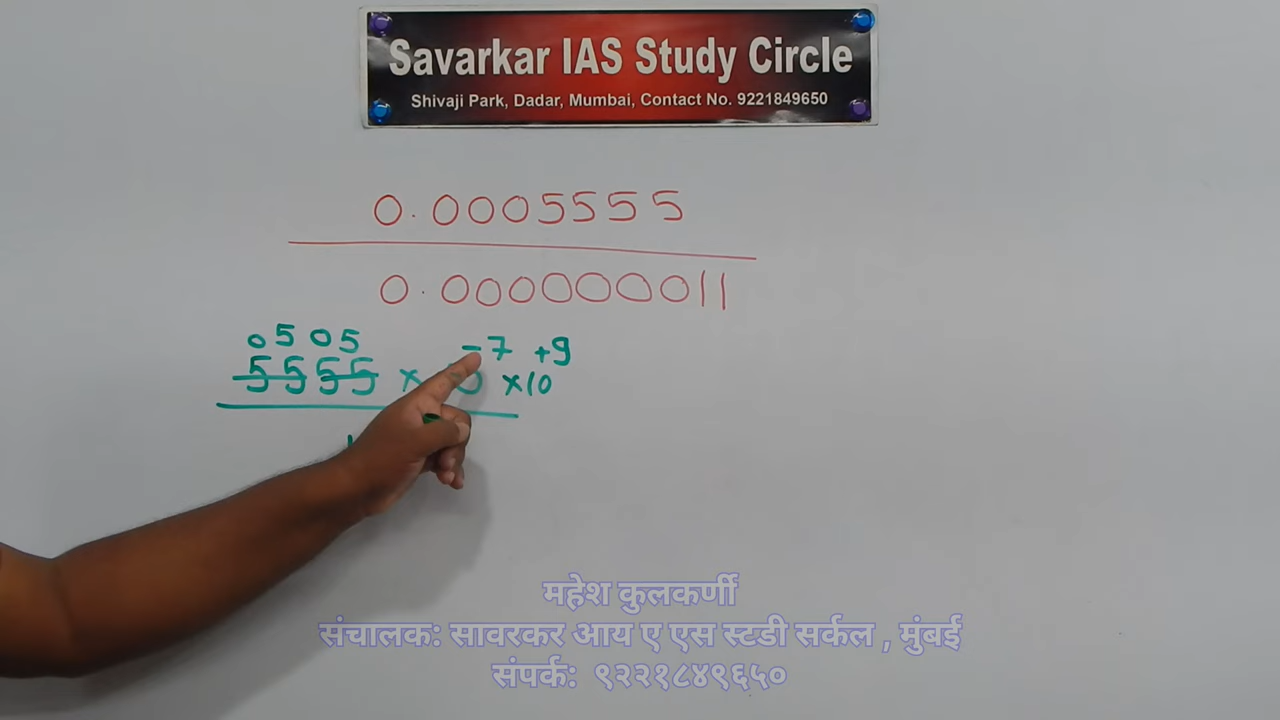 Savarkar IAS Study Circle
Shivaji Park, Dadar, Mumbai, Contact No. 9221849650
0.0005555
0.000000011
0505 -7 +9
5555 × 0 ×10
महेश कुलकर्णी
संचालक: सावरकर आय ए एस स्टडी सर्कल , मुंबई
संपर्क: ९२२१८४९६५०